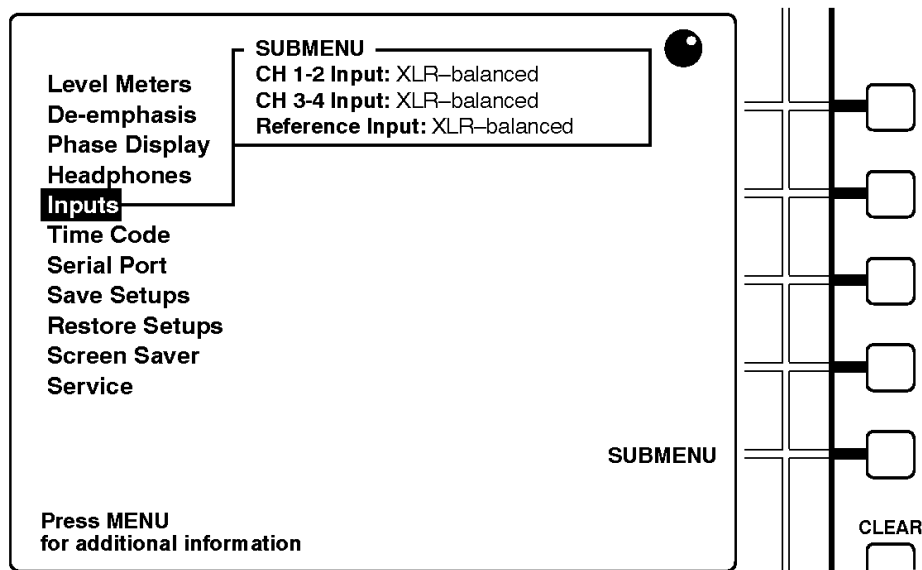 SUBMENU
CH 1-2 Input: XLR–balanced
CH 3-4 Input: XLR–balanced
Reference Input: XLR–balanced
Level Meters
De-emphasis
Phase Display
Headphones
Inputs
Time Code
Serial Port
Save Setups
Restore Setups
Screen Saver
Service
SUBMENU
Press MENU
for additional information
CLEAR